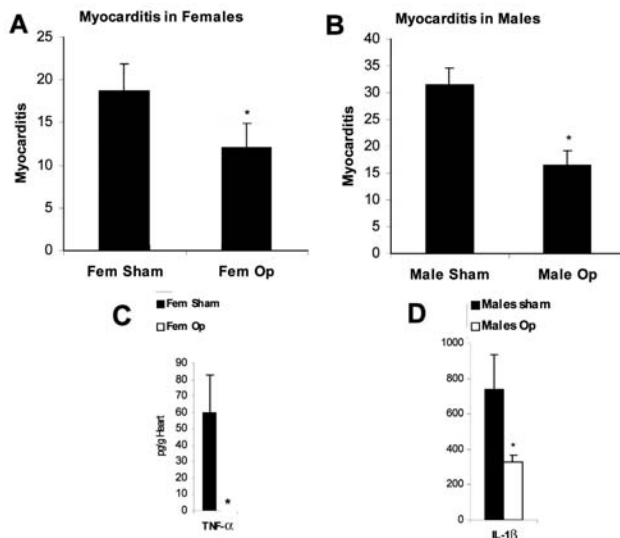 A
Myocarditis in Females
Myocarditis
25
20
15
10
5
0
*
Fem Sham
Fem Op
B
Myocarditis in Males
Myocarditis
40
35
30
25
20
15
10
5
0
*
Male Sham
Male Op
C
Fem Sham
Fem Op
pg/g Heart
90
80
70
60
50
40
30
20
10
0
*
TNF-α
D
Males sham
Males Op
1000
800
600
400
200
0
*
IL-1β